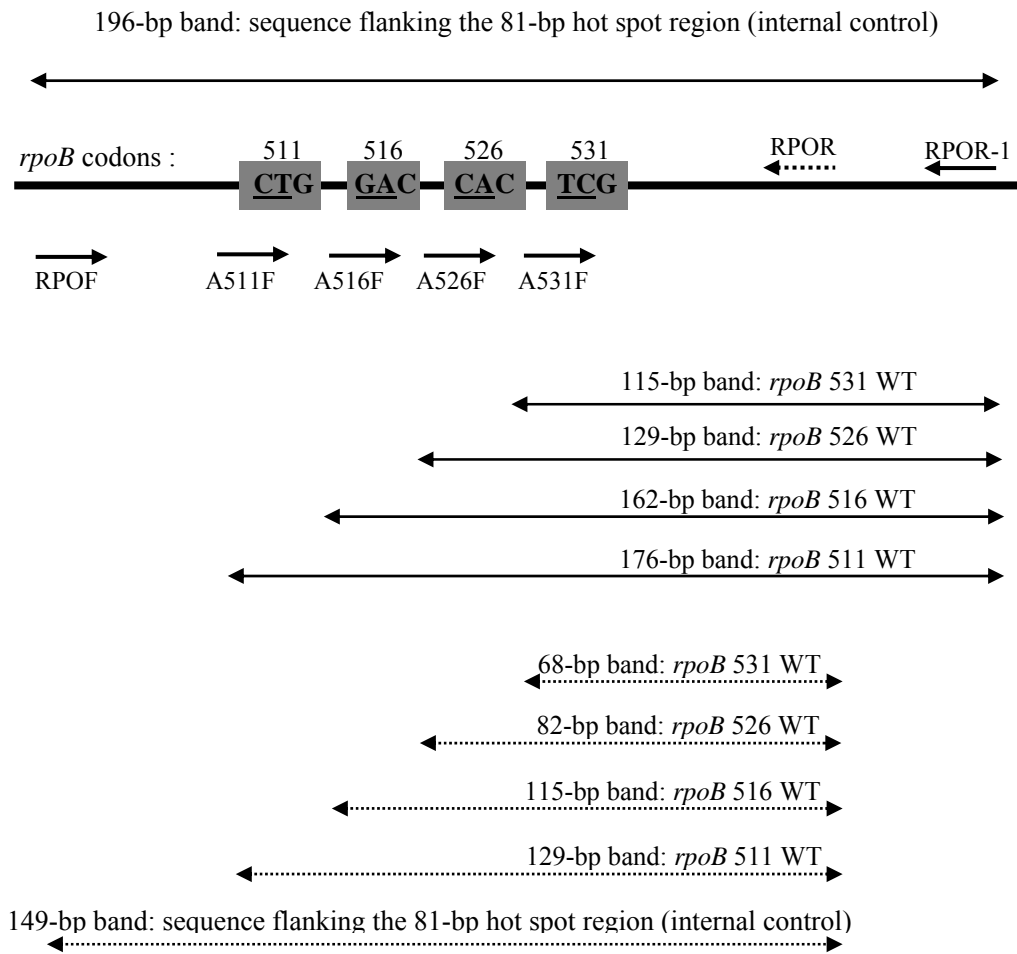 196-bp band: sequence flanking the 81-bp hot spot region (internal control)
rpoB codons :
511 516 526 531
RPOR
RPOR-1
CTG GAC CAC TCG
RPOF A511F A516F A526F A531F
115-bp band: rpoB 531 WT
129-bp band: rpoB 526 WT
162-bp band: rpoB 516 WT
176-bp band: rpoB 511 WT
68-bp band: rpoB 531 WT
82-bp band: rpoB 526 WT
115-bp band: rpoB 516 WT
129-bp band: rpoB 511 WT
149-bp band: sequence flanking the 81-bp hot spot region (internal control)